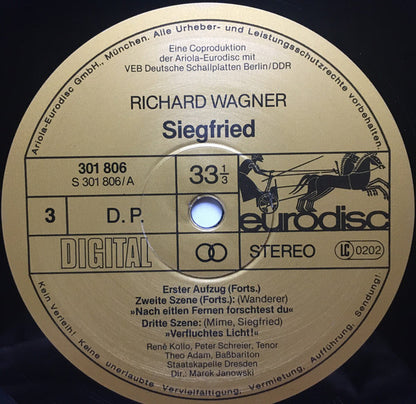 Ariola-Eurodisc GmbH., München. Alle Urheber- und Leistungsschutzrechte vorbehalten.
Eine Coproduktion
der Ariola-Eurodisc mit
VEB Deutsche Schallplatten Berlin/DDR
RICHARD WAGNER
Siegfried
301 806
S 301 806/A
33 1/3
3
D. P.
eurodisc
DIGITAL
STEREO
LC 0202
Erster Aufzug (Forts.)
Zweite Szene (Forts.): (Wanderer)
»Nach eitlen Fernen forschtest du«
Dritte Szene: (Mime, Siegfried)
»Verfluchtes Licht!«
René Kollo, Peter Schreier, Tenor
Theo Adam, Baßbariton
Staatskapelle Dresden
Dir.: Marek Janowski
Kein Verleih! Keine unerlaubte Vervielfältigung, Vermietung, Aufführung, Sendung!